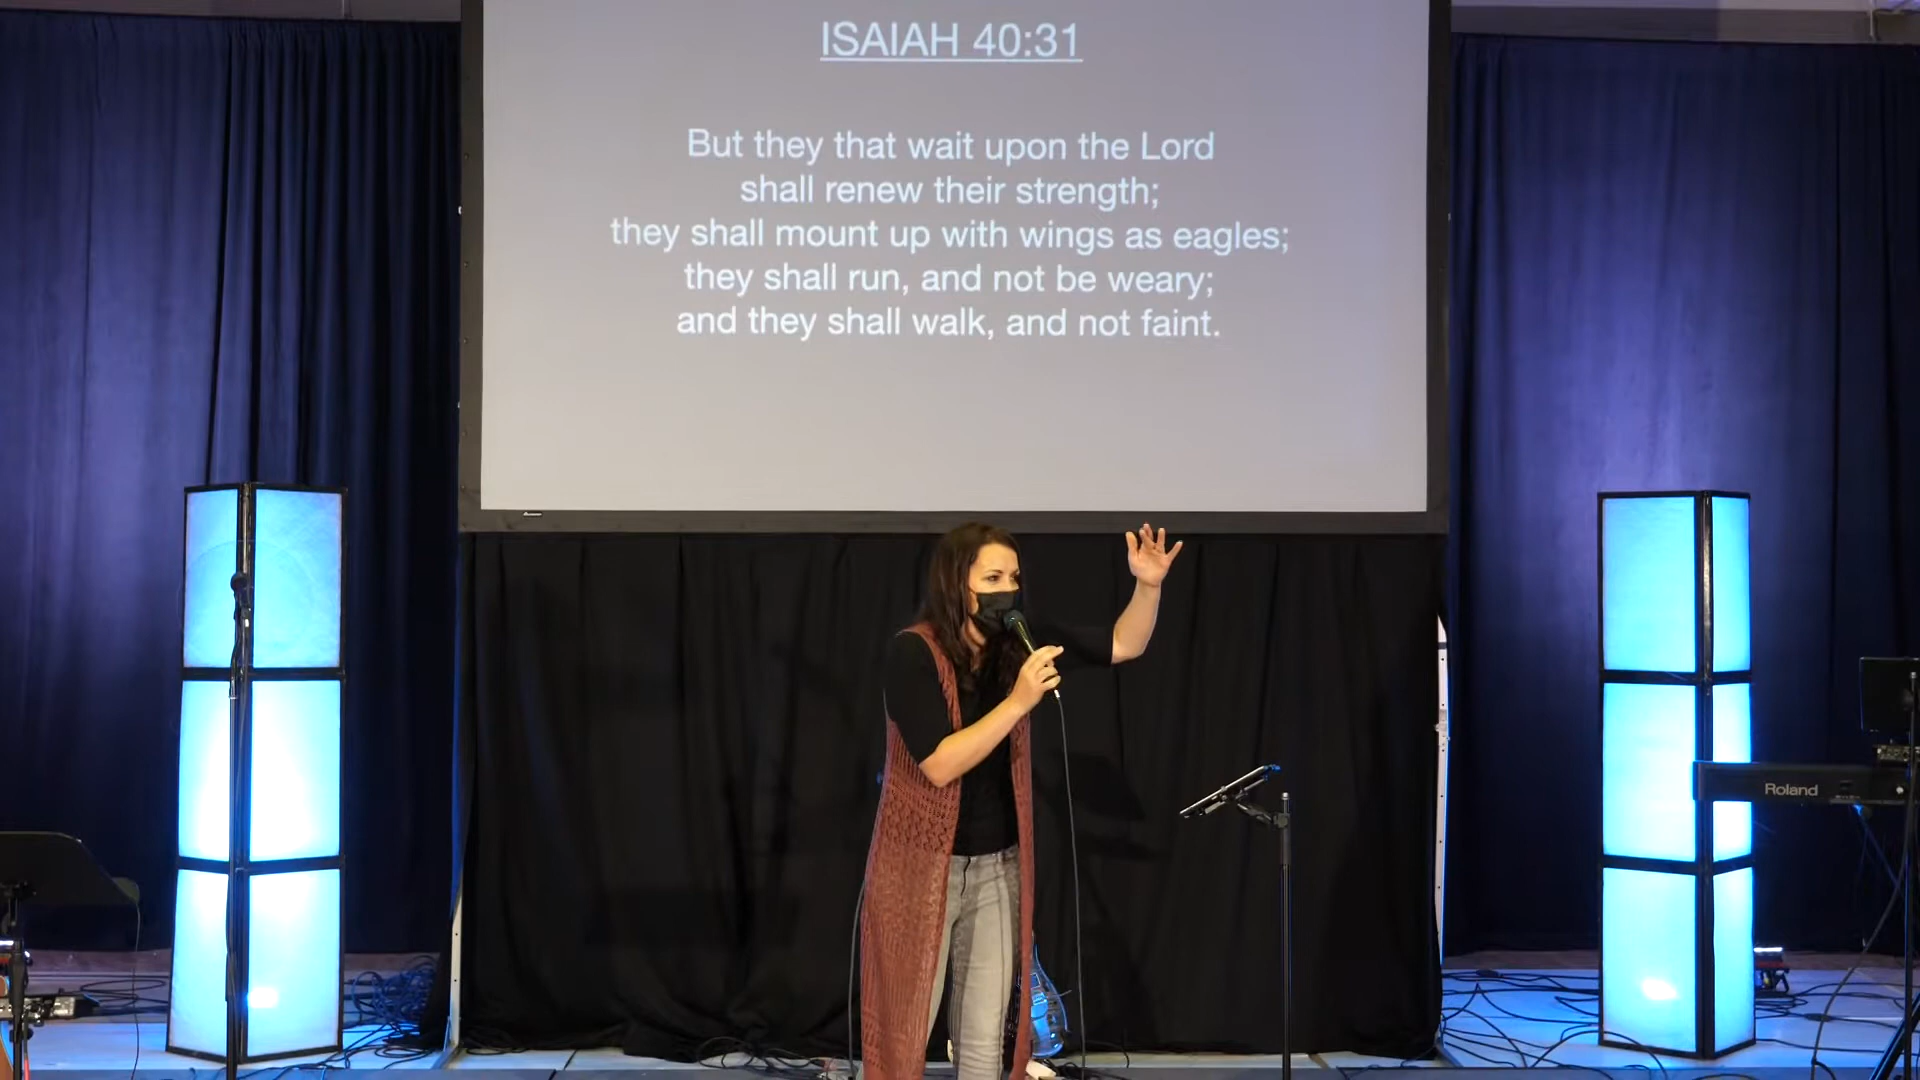 ISAIAH 40:31
But they that wait upon the Lord
shall renew their strength;
they shall mount up with wings as eagles;
they shall run, and not be weary;
and they shall walk, and not faint.
Roland